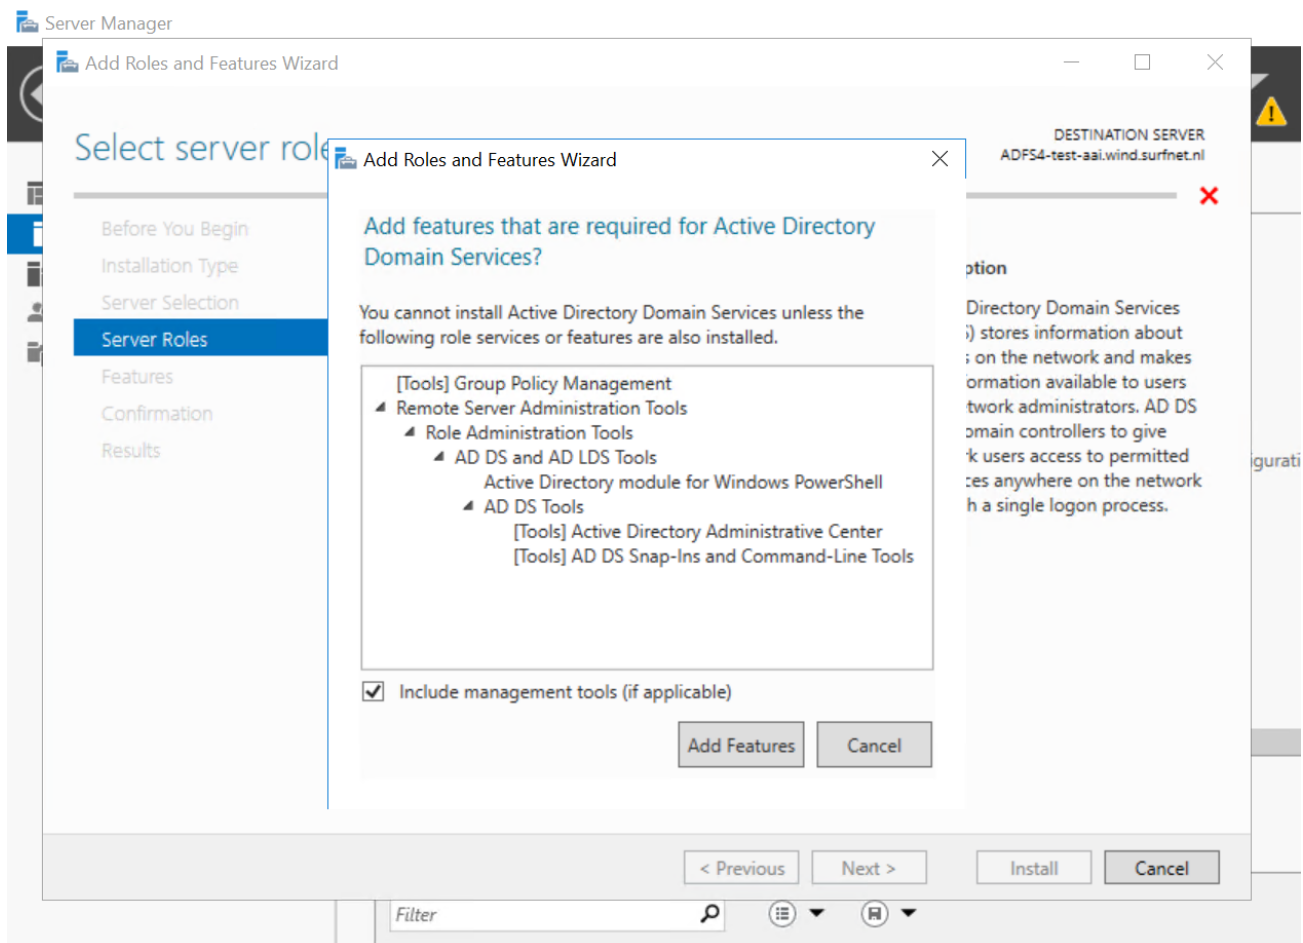 Server Manager
Add Roles and Features Wizard
Select server role
DESTINATION SERVER
ADFS4-test-aai.wind.surfnet.nl
Before You Begin
Installation Type
Server Selection
Server Roles
Features
Confirmation
Results
Add Roles and Features Wizard
Add features that are required for Active Directory
Domain Services?
You cannot install Active Directory Domain Services unless the
following role services or features are also installed.
[Tools] Group Policy Management
Remote Server Administration Tools
Role Administration Tools
AD DS and AD LDS Tools
Active Directory module for Windows PowerShell
AD DS Tools
[Tools] Active Directory Administrative Center
[Tools] AD DS Snap-Ins and Command-Line Tools
Include management tools (if applicable)
Add Features
Cancel
ption
Directory Domain Services
) stores information about
on the network and makes
ormation available to users
twork administrators. AD DS
omain controllers to give
k users access to permitted
ces anywhere on the network
h a single logon process.
igurati
< Previous
Next >
Install
Cancel
Filter